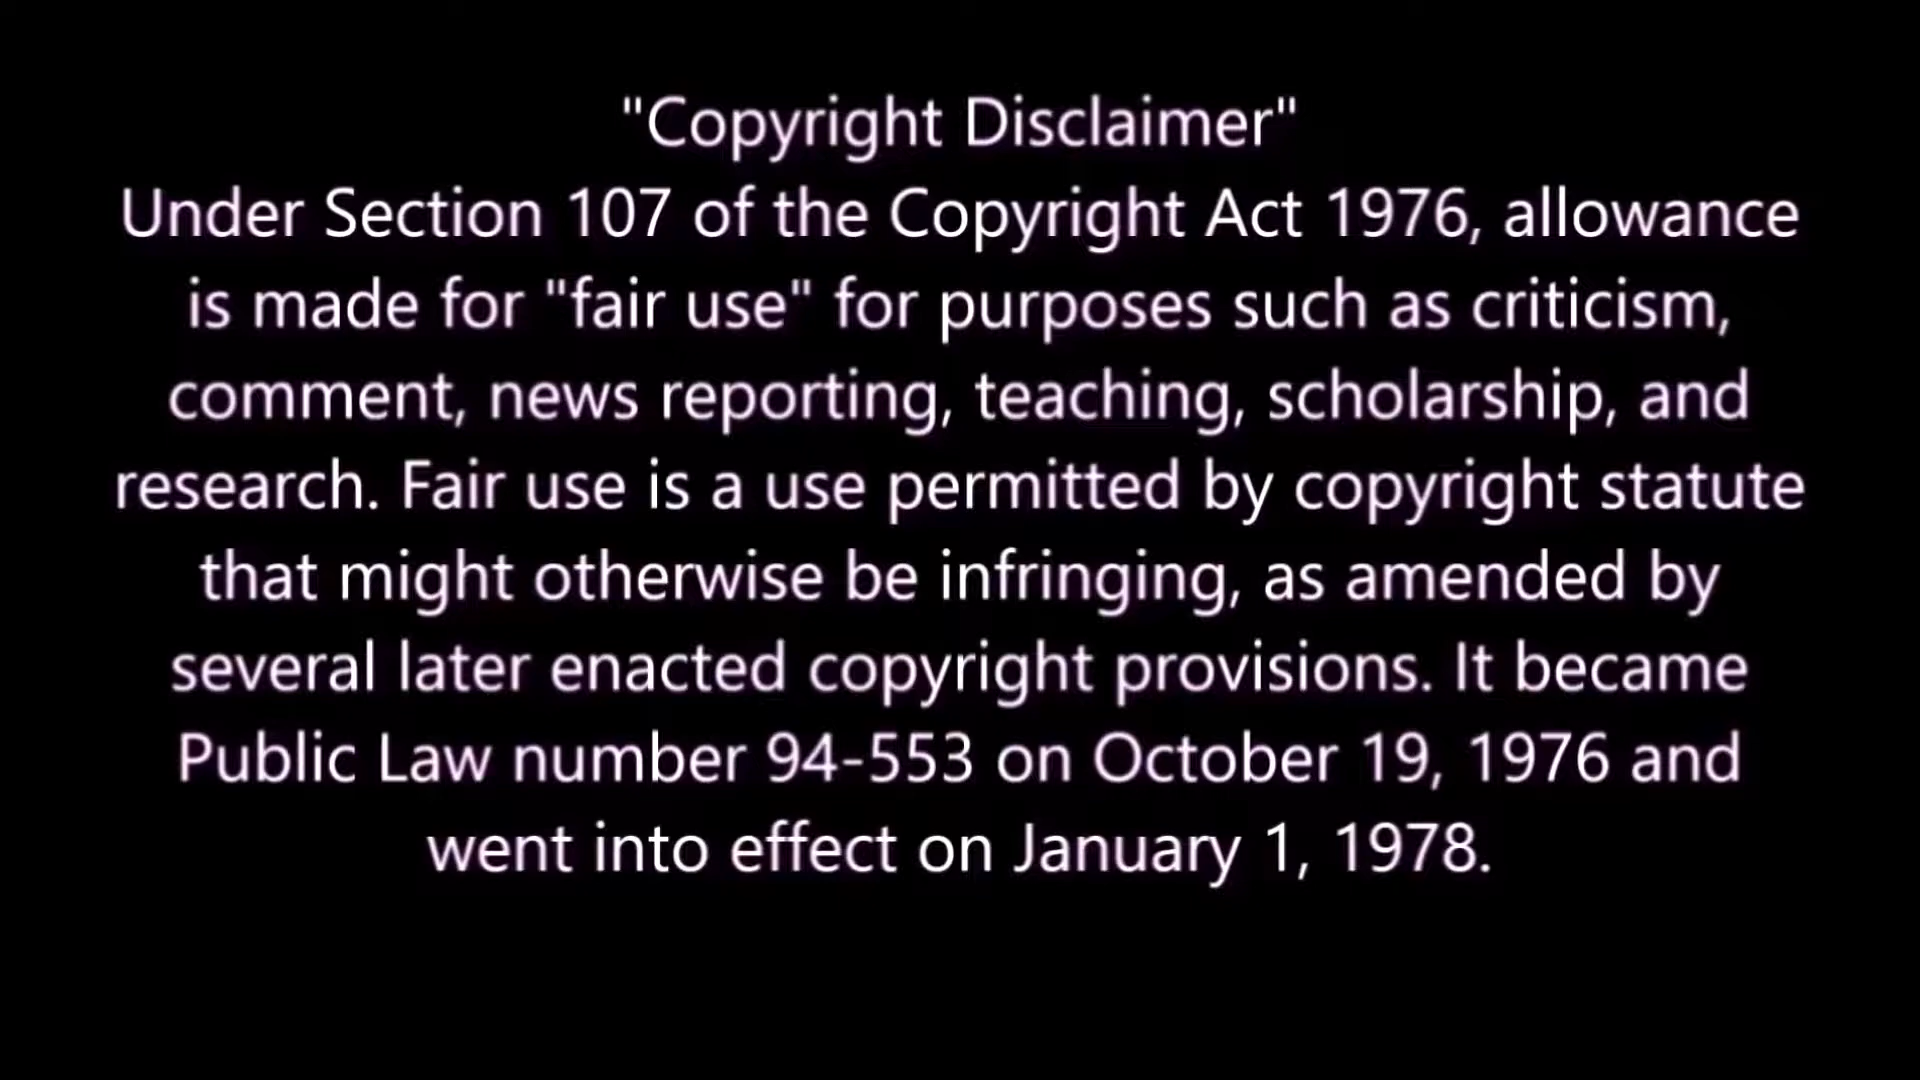 "Copyright Disclaimer"
Under Section 107 of the Copyright Act 1976, allowance
is made for "fair use" for purposes such as criticism,
comment, news reporting, teaching, scholarship, and
research. Fair use is a use permitted by copyright statute
that might otherwise be infringing, as amended by
several later enacted copyright provisions. It became
Public Law number 94-553 on October 19, 1976 and
went into effect on January 1, 1978.